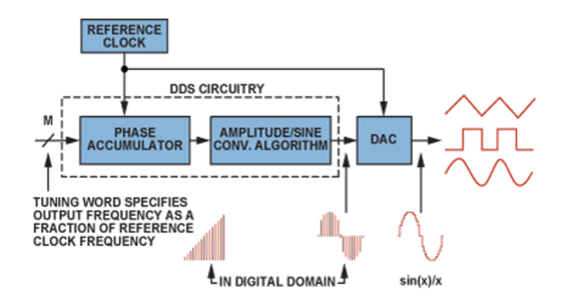 REFERENCE
CLOCK
DDS CIRCUITRY
M
PHASE
ACCUMULATOR
AMPLITUDE/SINE
CONV. ALGORITHM
DAC
TUNING WORD SPECIFIES
OUTPUT FREQUENCY AS A
FRACTION OF REFERENCE
CLOCK FREQUENCY
IN DIGITAL DOMAIN
sin(x)/x